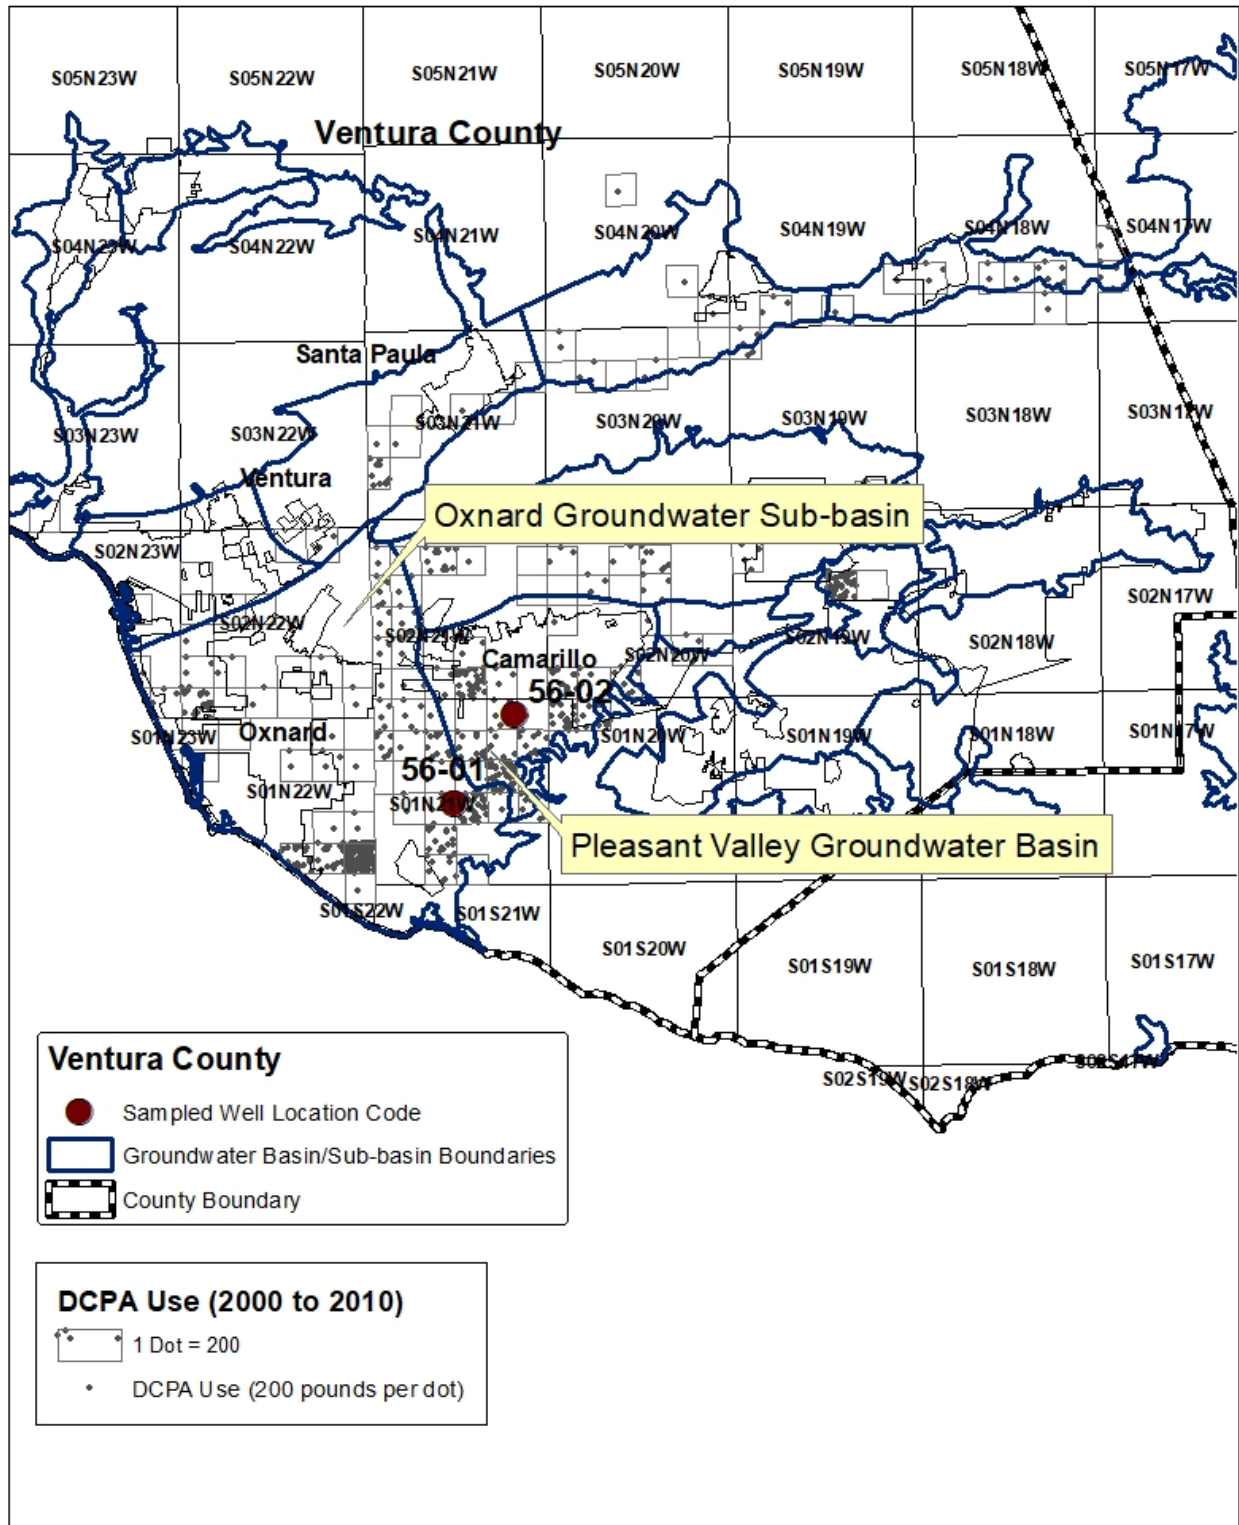 S05N23W
S05N22W
S05N21W
S05N20W
S05N19W
S05N18W
S05N17W
Ventura County
S04N23W
S04N22W
S04N21W
S04N20W
S04N19W
S04N18W
S04N17W
Santa Paula
S03N23W
S03N22W
S03N21W
S03N20W
S03N19W
S03N18W
S03N17W
Ventura
Oxnard Groundwater Sub-basin
S02N23W
S02N22W
S02N21W
S02N20W
S02N19W
S02N18W
S02N17W
Camarillo
56-02
S01N23W
Oxnard
S01N20W
S01N19W
S01N18W
S01N17W
56-01
S01N22W
S01N21W
Pleasant Valley Groundwater Basin
S01S22W
S01S21W
S01S20W
S01S19W
S01S18W
S01S17W
S02S19W
S02S18W
S02S17W
Ventura County
Sampled Well Location Code
Groundwater Basin/Sub-basin Boundaries
County Boundary
DCPA Use (2000 to 2010)
1 Dot = 200
DCPA Use (200 pounds per dot)